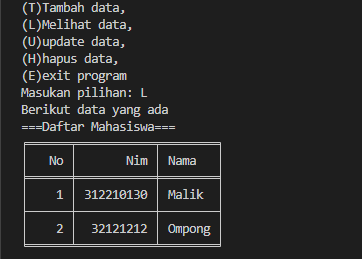 (T)Tambah data,
(L)Melihat data,
(U)update data,
(H)hapus data,
(E)exit program
Masukan pilihan: L
Berikut data yang ada
===Daftar Mahasiswa===
No Nim Nama
1 312210130 Malik
2 32121212 Ompong